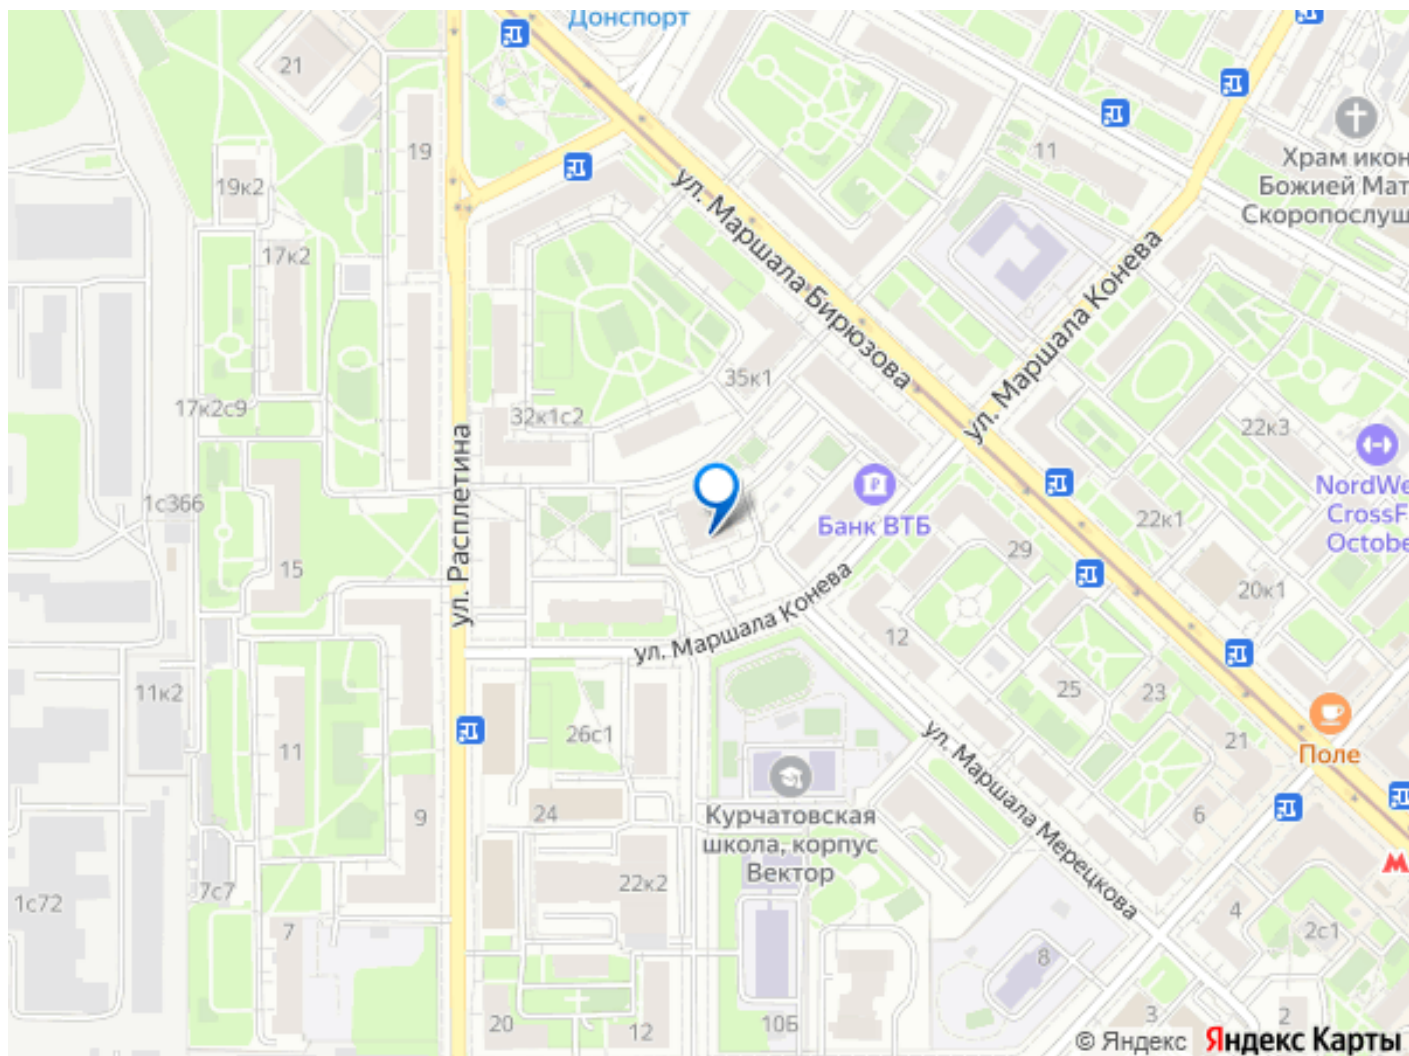 Донспорт
21
19
11
Храм икон
Божией Мат
Скоропослуш
19к2
ул. Маршала Бирюзова
17к2
ул. Маршала Конева
35к1
17к2с9
32к1с2
22к3
ул. Расплетина
NordWe
CrossF
Octobe
1с366
Банк ВТБ
22к1
29
15
20к1
ул. Маршала Конева
12
11к2
25
23
26с1
11
ул. Маршала Мерецкова
21
Поле
Курчатовская
школа, корпус
Вектор
24
9
6
22к2
7с7
1с72
7
4
2с1
8
20
12
10Б
3
2
© Яндекс Яндекс Карты